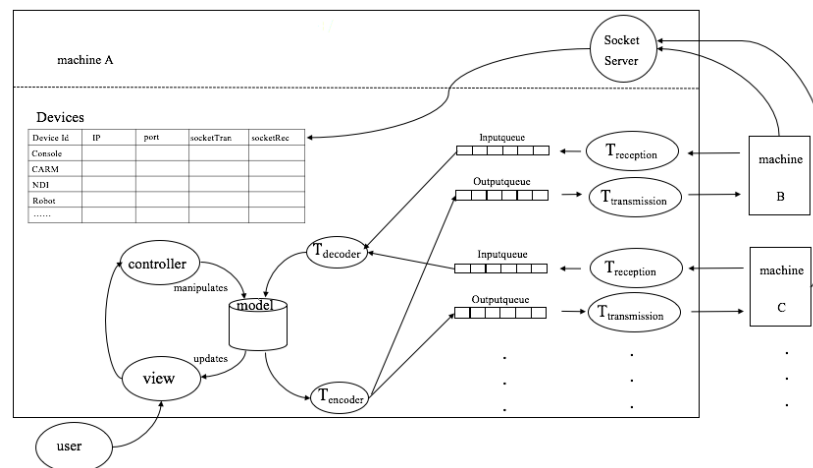 Socket
Server
machine A
Devices
Device Id IP port socketTran socketRec
Console
CARM
NDI
Robot
......
Inputqueue
Treception
machine
B
Outputqueue
Ttransmission
controller
manipulates
Tdecoder
Inputqueue
Treception
machine
C
model
Outputqueue
Ttransmission
updates
view
Tencoder
user